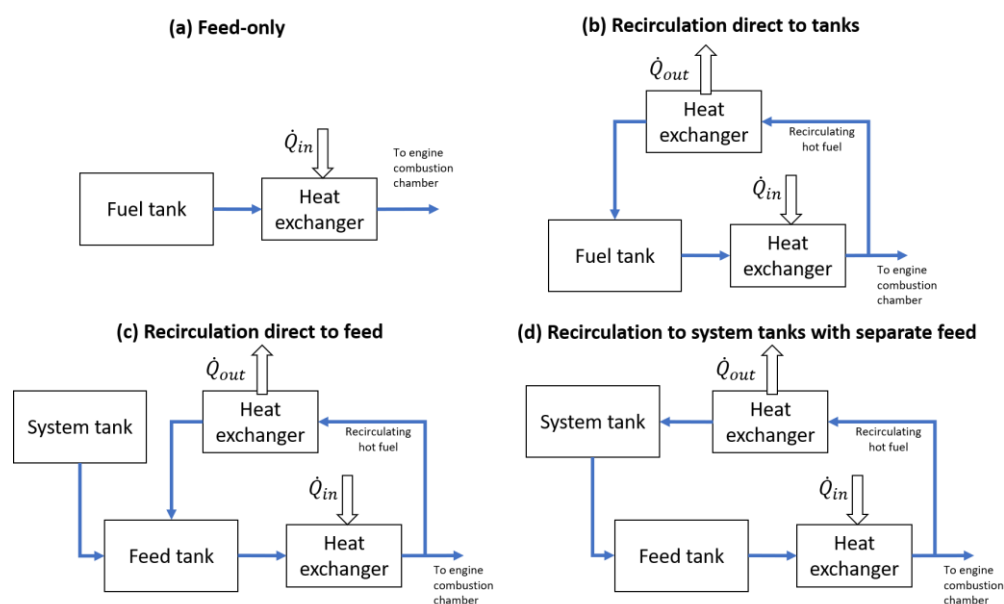 (a) Feed-only
Q̇in
To engine
combustion
chamber
Fuel tank
Heat
exchanger
(b) Recirculation direct to tanks
Q̇out
Heat
exchanger
Recirculating
hot fuel
Q̇in
Fuel tank
Heat
exchanger
To engine
combustion
chamber
(c) Recirculation direct to feed
Q̇out
System tank
Heat
exchanger
Recirculating
hot fuel
Q̇in
Feed tank
Heat
exchanger
To engine
combustion
chamber
(d) Recirculation to system tanks with separate feed
Q̇out
System tank
Heat
exchanger
Recirculating
hot fuel
Q̇in
Feed tank
Heat
exchanger
To engine
combustion
chamber